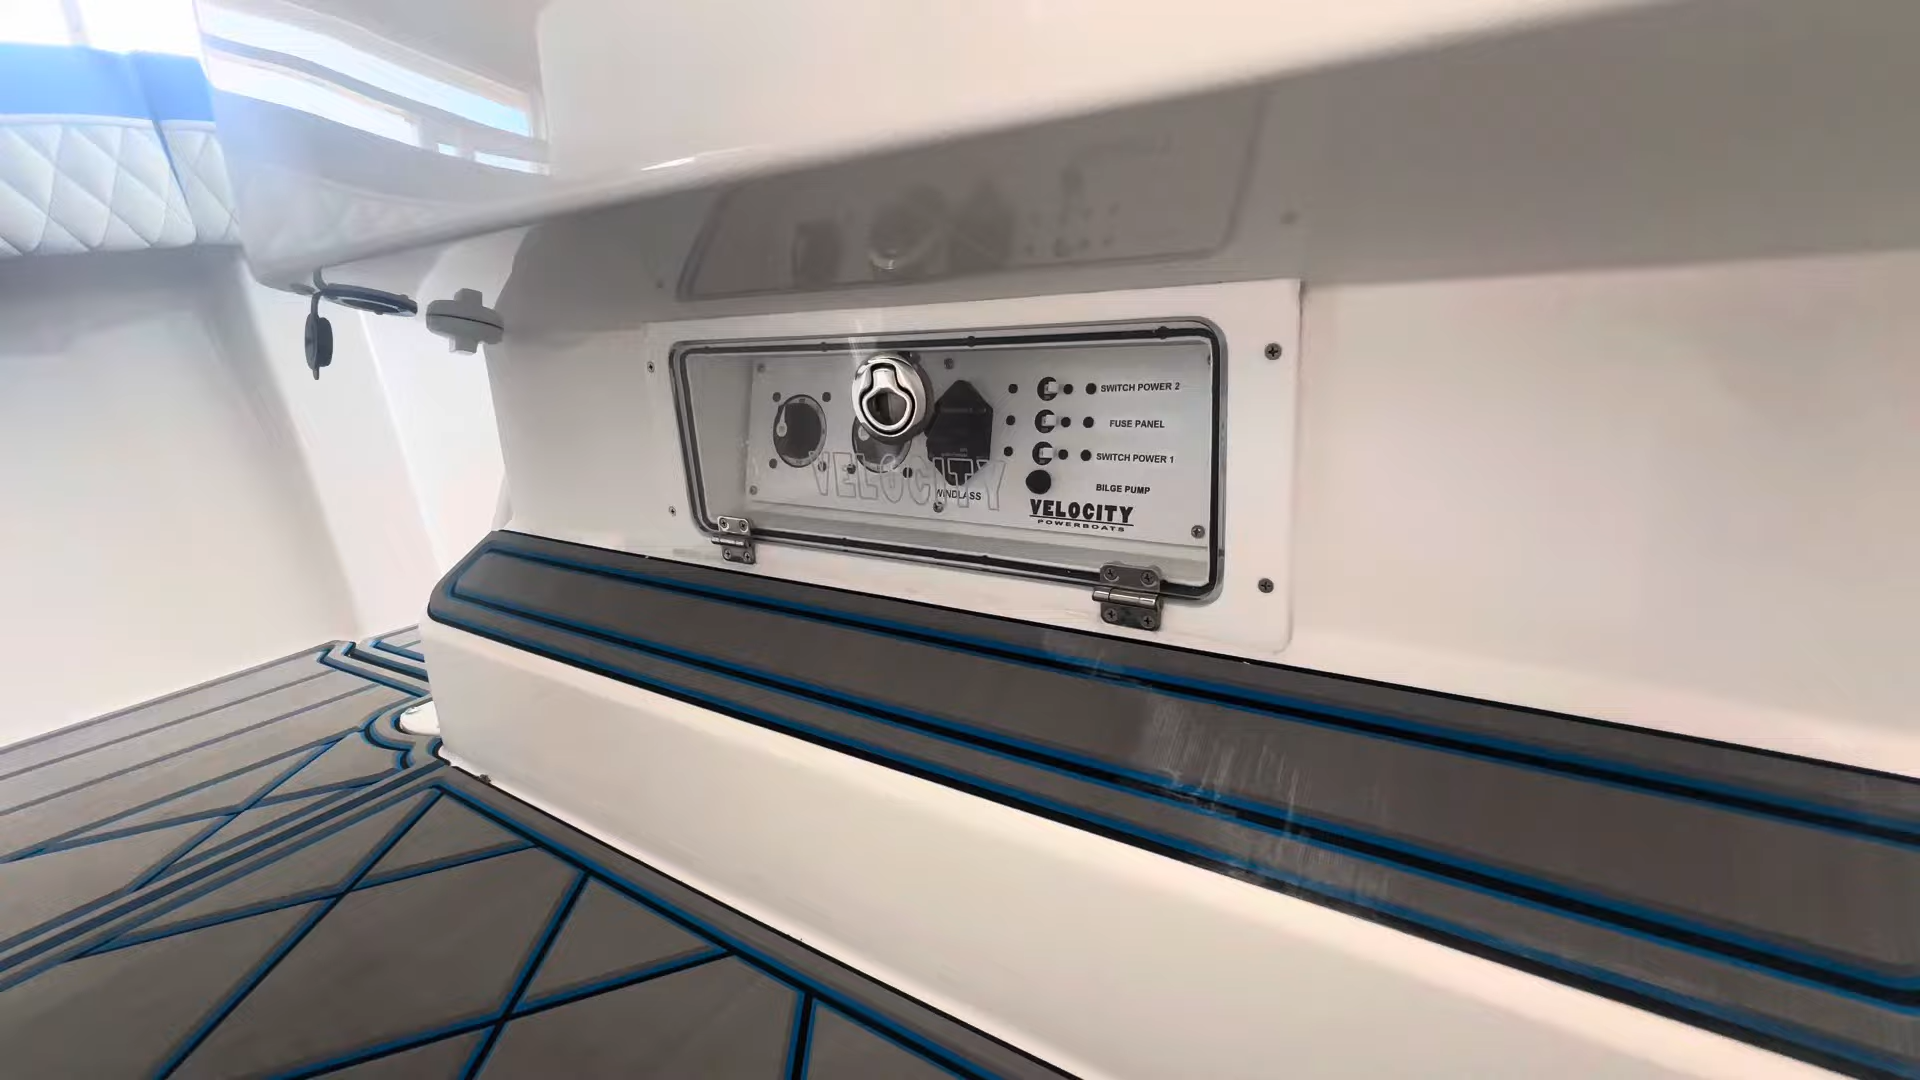 SWITCH POWER 2
FUSE PANEL
SWITCH POWER 1
BILGE PUMP
WINDLASS
VELOCITY
VELOCITY
POWERBOATS